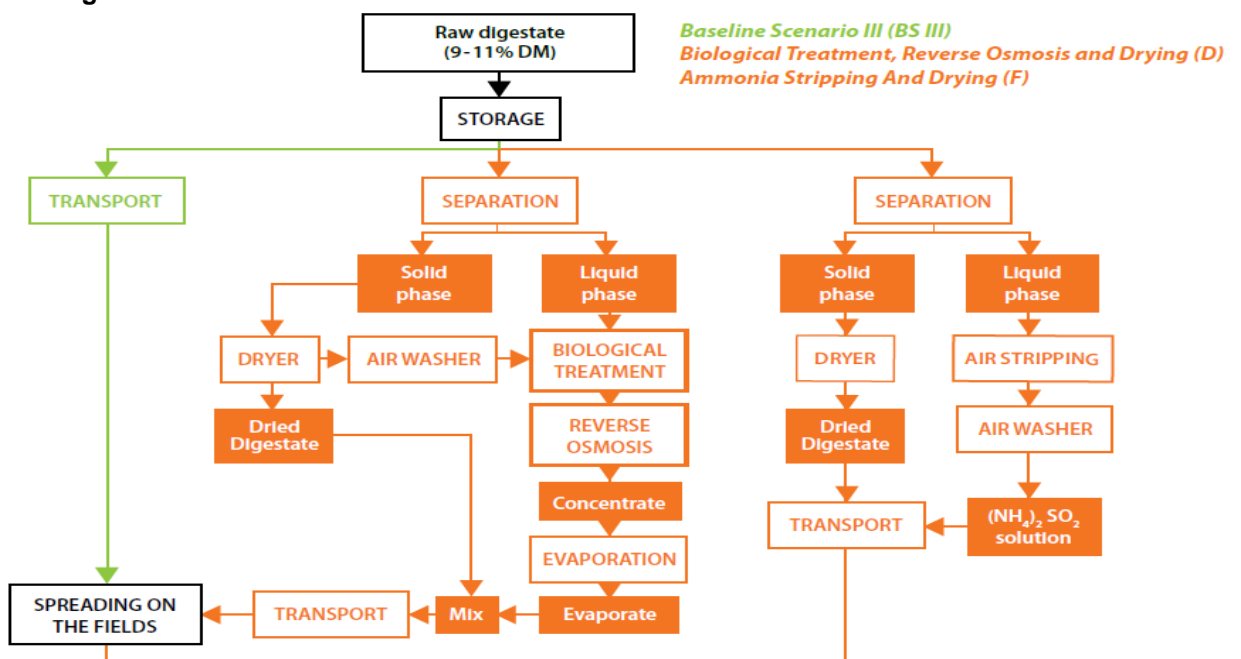 Raw digestate
(9-11% DM)
Baseline Scenario III (BS III)
Biological Treatment, Reverse Osmosis and Drying (D)
Ammonia Stripping And Drying (F)
STORAGE
TRANSPORT
SEPARATION
SEPARATION
Solid
phase
Liquid
phase
Solid
phase
Liquid
phase
DRYER
AIR WASHER
BIOLOGICAL
TREATMENT
DRYER
AIR STRIPPING
Dried
Digestate
REVERSE
OSMOSIS
Dried
Digestate
AIR WASHER
Concentrate
TRANSPORT
(NH₄)₂ SO₂
solution
EVAPORATION
SPREADING ON
THE FIELDS
TRANSPORT
Mix
Evaporate